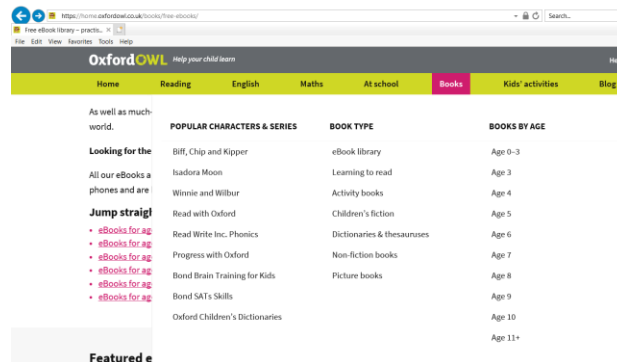 https://home.oxfordowl.co.uk/books/free-ebooks/
Search...
Free eBook library – practis...
File Edit View Favorites Tools Help
OxfordOWL Help your child learn
He
Home Reading English Maths At school Books Kids' activities Blog
As well as much-
world.
Looking for the
All our eBooks a
phones and are
Jump straigh
eBooks for ag
eBooks for ag
eBooks for ag
eBooks for ag
eBooks for ag
eBooks for ag
Featured e
POPULAR CHARACTERS & SERIES
Biff, Chip and Kipper
Isadora Moon
Winnie and Wilbur
Read with Oxford
Read Write Inc. Phonics
Progress with Oxford
Bond Brain Training for Kids
Bond SATs Skills
Oxford Children's Dictionaries
BOOK TYPE
eBook library
Learning to read
Activity books
Children's fiction
Dictionaries & thesauruses
Non-fiction books
Picture books
BOOKS BY AGE
Age 0–3
Age 3
Age 4
Age 5
Age 6
Age 7
Age 8
Age 9
Age 10
Age 11+